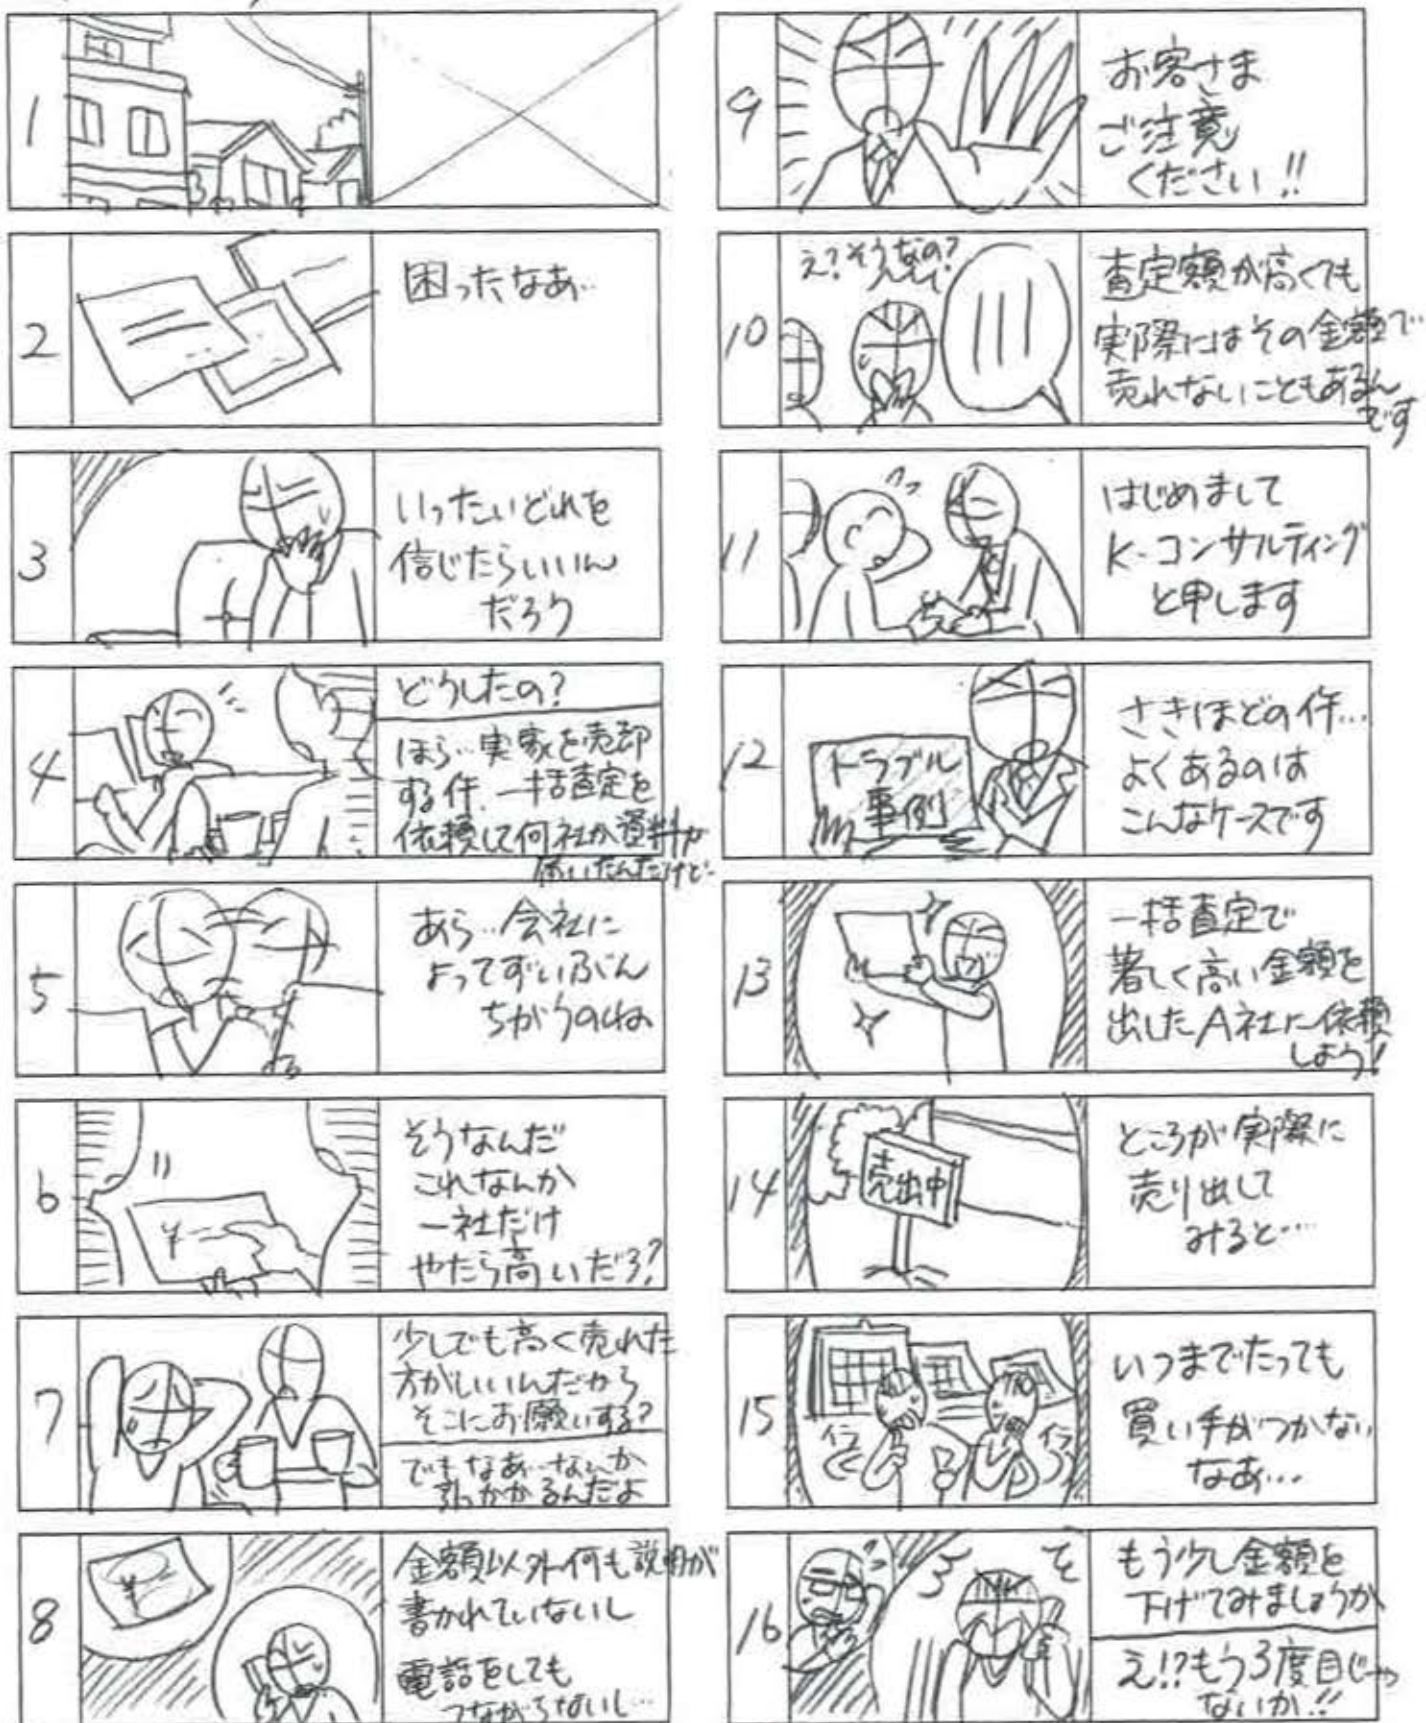 1
2
困ったなあ…
3
いったいどれを
信じたらいいん
だろう
4
どうしたの?
ほら…実家を売却
する件、一括査定を
依頼して何社か資料が
届いたんだけど…
5
あら…会社に
よってずいぶん
ちがうのね
6
¥
そうなんだ
これなんか
一社だけ
やたら高いだろ?
7
少しでも高く売れた
方がいいんだから
そこにお願いする?
でもなあ…なんか
引っかかるんだよ
8
¥
金額以外何も説明が
書かれていないし
電話をしても
つながらないし…
9
お客さま
ご注意
ください!!
10
え?そうなの?
査定額が高くても
実際にはその金額で
売れないこともあるん
です
11
はじめまして
K-コンサルティング
と申します
12
トラブル
事例
さきほどの件…
よくあるのは
こんなケースです
13
一括査定で
著しく高い金額を
出したA社に依頼
しよう!
14
売出中
ところが実際に
売り出して
みると…
15
イラ
イラ
いつまでたっても
買い手がつかない
なあ…
16
もう少し金額を
下げてみましょうか
え!?もう3度目じゃ
ないか!!